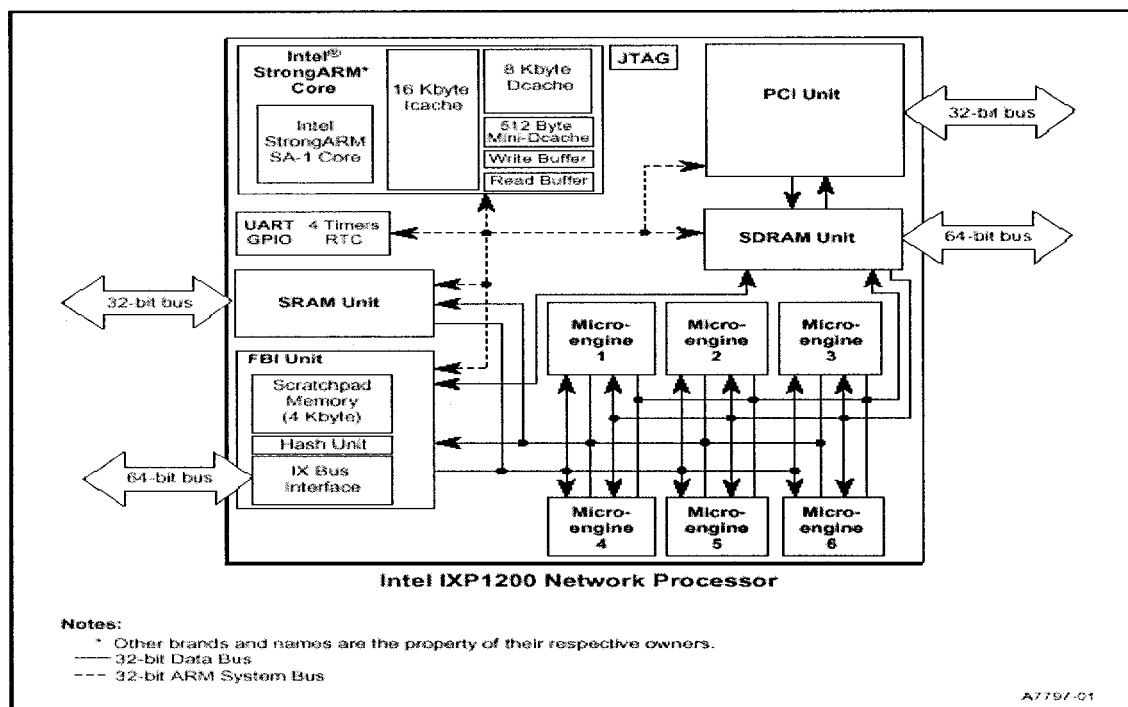 Intel®
StrongARM*
Core
16 Kbyte
Icache
8 Kbyte
Dcache
JTAG
PCI Unit
32-bit bus
Intel
StrongARM
SA-1 Core
512 Byte
Mini-Dcache
Write Buffer
Read Buffer
UART 4 Timers
GPIO RTC
SDRAM Unit
64-bit bus
32-bit bus
SRAM Unit
Micro-
engine
1
Micro-
engine
2
Micro-
engine
3
FBI Unit
Scratchpad
Memory
(4 Kbyte)
Hash Unit
64-bit bus
IX Bus
Interface
Micro-
engine
4
Micro-
engine
5
Micro-
engine
6
Intel IXP1200 Network Processor
Notes:
* Other brands and names are the property of their respective owners.
32-bit Data Bus
32-bit ARM System Bus
A7797-01